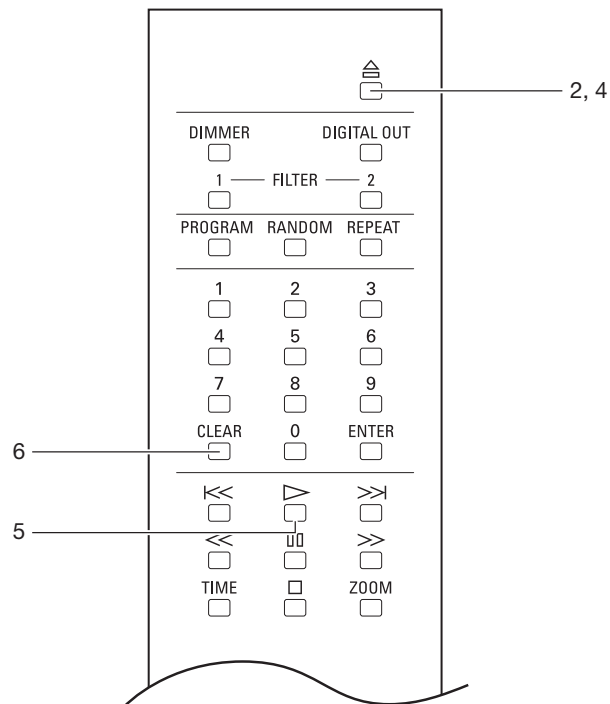 2, 4
DIMMER DIGITAL OUT
1 FILTER 2
PROGRAM RANDOM REPEAT
1 2 3
4 5 6
7 8 9
CLEAR 0 ENTER
6
5
TIME ZOOM